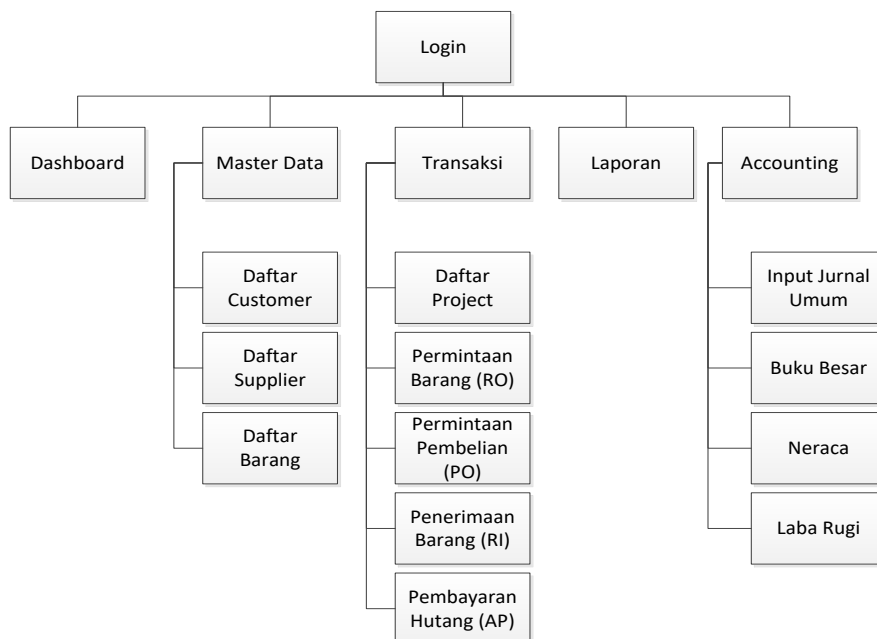 Login
Dashboard
Master Data
Transaksi
Laporan
Accounting
Daftar
Customer
Daftar
Supplier
Daftar
Barang
Daftar
Project
Permintaan
Barang (RO)
Permintaan
Pembelian
(PO)
Penerimaan
Barang (RI)
Pembayaran
Hutang (AP)
Input Jurnal
Umum
Buku Besar
Neraca
Laba Rugi